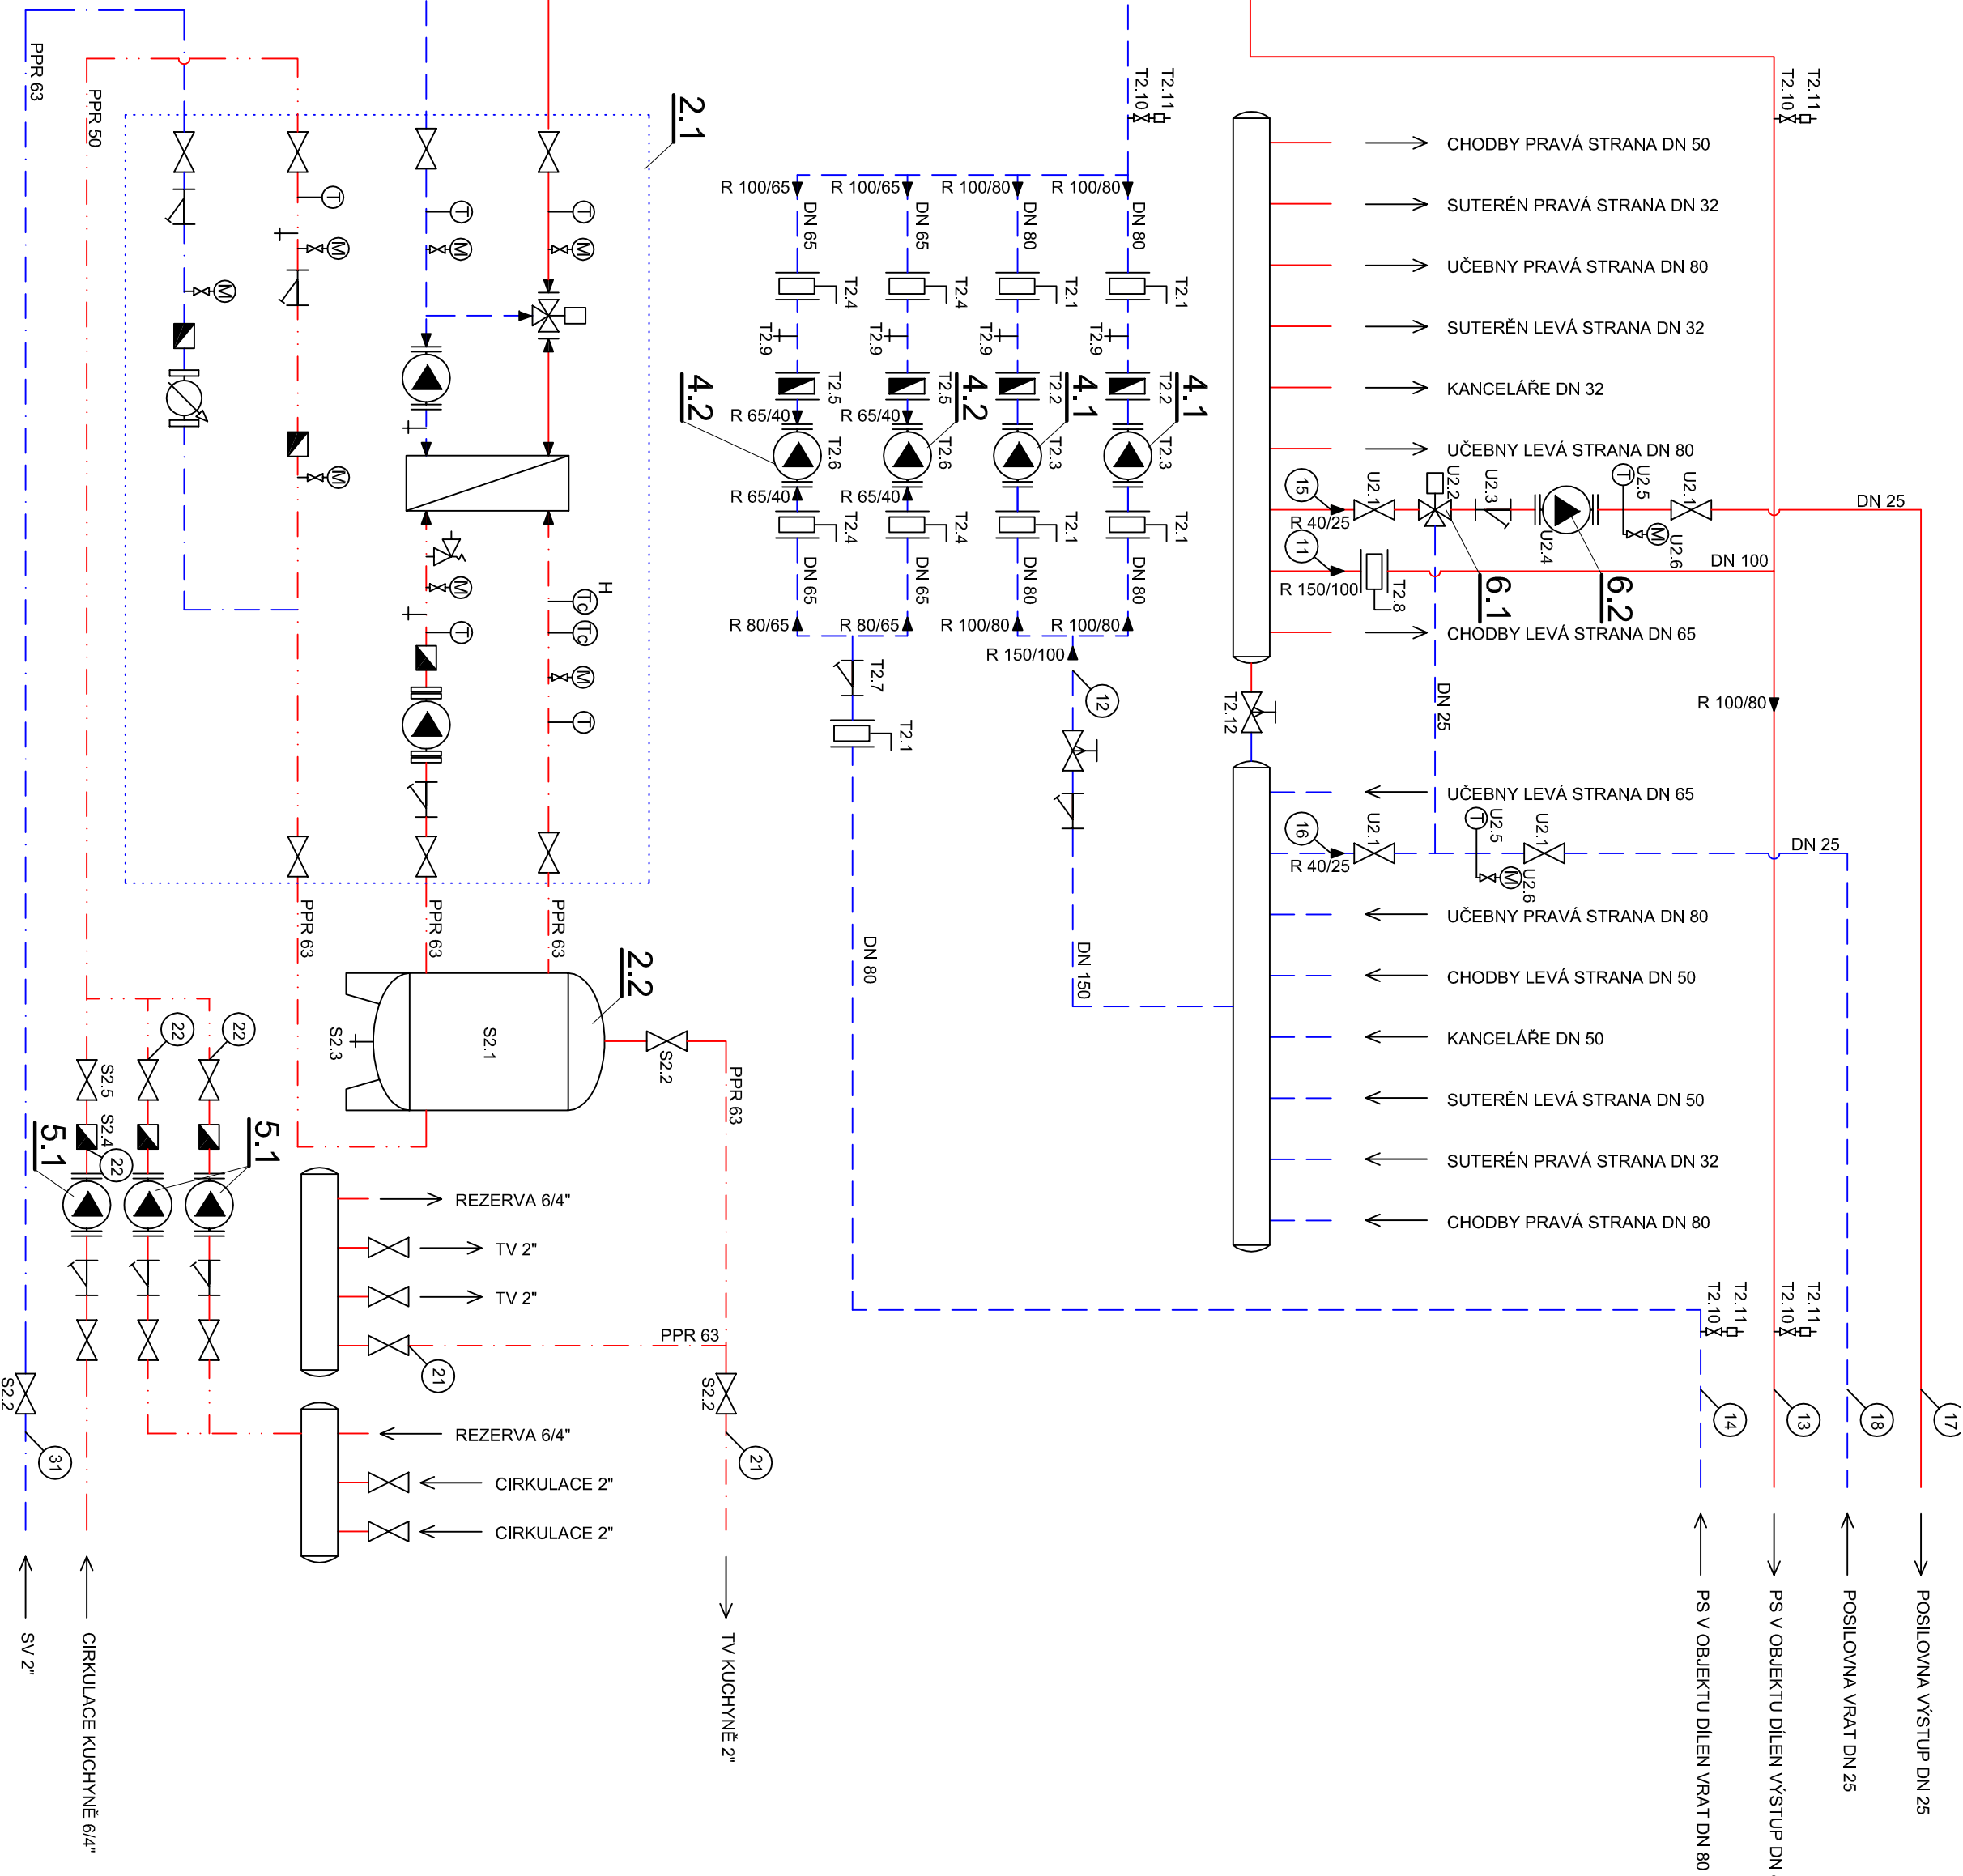 PPR 63
PPR 50
2.1
T
M
T
M
T
M
M
M
T2.11
T2.10
R 100/65
R 100/65
R 100/80
R 100/80
DN 65
DN 65
DN 80
DN 80
T2.4
T2.4
T2.1
T2.1
T2.9
T2.9
T2.9
T2.9
T2.5
T2.5
T2.2
T2.2
4.2
4.2
4.1
4.1
R 65/40
R 65/40
T2.6
T2.6
T2.3
T2.3
R 65/40
R 65/40
T2.4
T2.4
T2.1
T2.1
DN 65
DN 65
DN 80
DN 80
R 80/65
R 80/65
R 100/80
R 100/80
R 150/100
T2.7
T2.1
12
DN 80
DN 150
M
T
H
Tc
Tc
M
T
CHODBY PRAVÁ STRANA DN 50
SUTERÉN PRAVÁ STRANA DN 32
UČEBNY PRAVÁ STRANA DN 80
SUTERĚN LEVÁ STRANA DN 32
KANCELÁŘE DN 32
UČEBNY LEVÁ STRANA DN 80
T2.11
T2.10
15
R 40/25
U2.1
U2.2
U2.3
U2.4
T
U2.5
M
U2.6
U2.1
DN 25
11
R 150/100
T2.8
6.1
6.2
DN 100
CHODBY LEVÁ STRANA DN 65
T2.12
DN 25
R 100/80
UČEBNY LEVÁ STRANA DN 65
16
R 40/25
U2.1
T
U2.5
M
U2.6
U2.1
DN 25
UČEBNY PRAVÁ STRANA DN 80
CHODBY LEVÁ STRANA DN 50
KANCELÁŘE DN 50
SUTERĚN LEVÁ STRANA DN 50
SUTERÉN PRAVÁ STRANA DN 32
CHODBY PRAVÁ STRANA DN 80
PPR 63
PPR 63
PPR 63
2.2
S2.1
S2.3
S2.2
PPR 63
22
22
S2.5
S2.4
22
5.1
5.1
REZERVA 6/4"
TV 2"
TV 2"
PPR 63
21
S2.2
21
REZERVA 6/4"
CIRKULACE 2"
CIRKULACE 2"
S2.2
31
T2.11
T2.10
T2.11
T2.10
14
13
18
17
SV 2"
CIRKULACE KUCHYNĚ 6/4"
TV KUCHYNĚ 2"
PS V OBJEKTU DÍLEN VRAT DN 80
PS V OBJEKTU DÍLEN VÝSTUP DN
POSILOVNA VRAT DN 25
POSILOVNA VÝSTUP DN 25